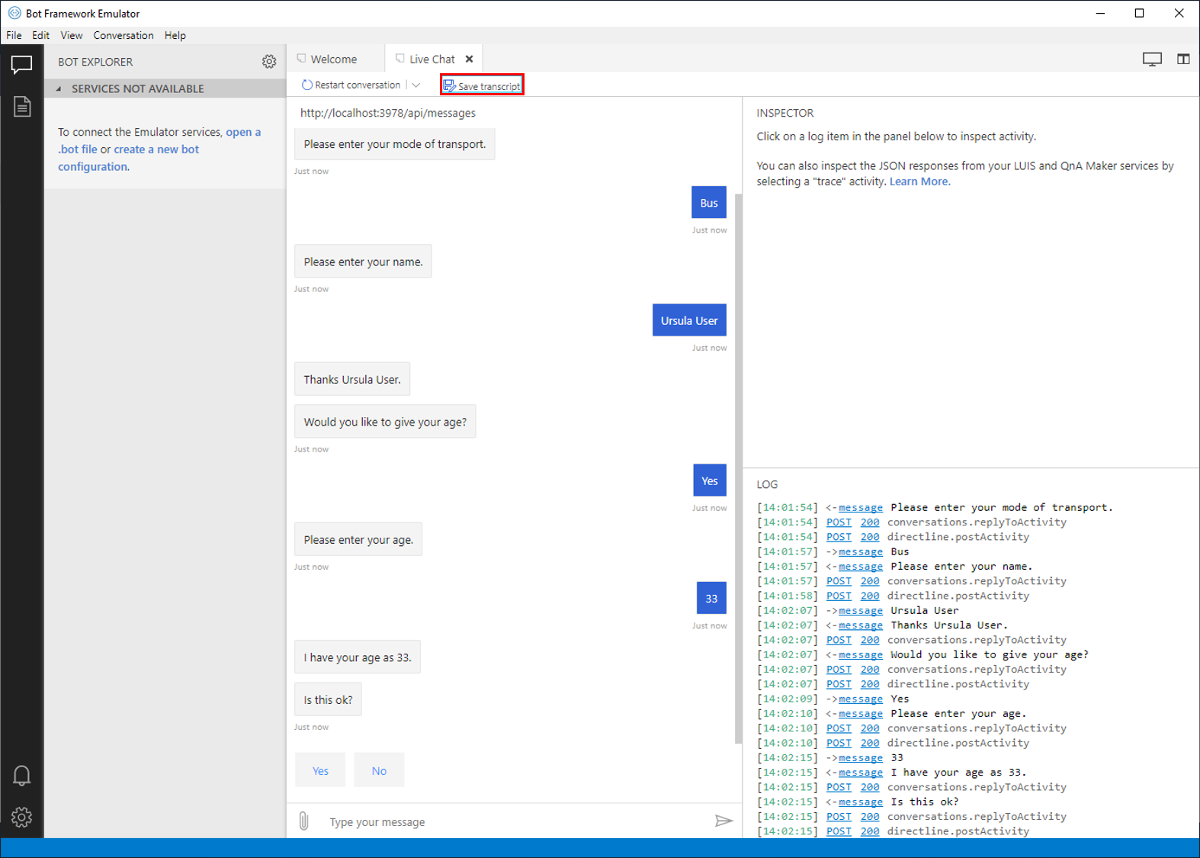 Bot Framework Emulator
File Edit View Conversation Help
BOT EXPLORER
SERVICES NOT AVAILABLE
To connect the Emulator services, open a
.bot file or create a new bot
configuration.
Welcome
Live Chat
Restart conversation
Save transcript
http://localhost:3978/api/messages
Please enter your mode of transport.
Just now
Bus
Just now
Please enter your name.
Just now
Ursula User
Just now
Thanks Ursula User.
Would you like to give your age?
Just now
Yes
Just now
Please enter your age.
Just now
33
Just now
I have your age as 33.
Is this ok?
Just now
Yes
No
Type your message
INSPECTOR
Click on a log item in the panel below to inspect activity.
You can also inspect the JSON responses from your LUIS and QnA Maker services by
selecting a "trace" activity. Learn More.
LOG
[14:01:54] <-message Please enter your mode of transport.
[14:01:54] POST 200 conversations.replyToActivity
[14:01:54] POST 200 directline.postActivity
[14:01:57] ->message Bus
[14:01:57] <-message Please enter your name.
[14:01:57] POST 200 conversations.replyToActivity
[14:01:58] POST 200 directline.postActivity
[14:02:07] ->message Ursula User
[14:02:07] <-message Thanks Ursula User.
[14:02:07] POST 200 conversations.replyToActivity
[14:02:07] <-message Would you like to give your age?
[14:02:07] POST 200 conversations.replyToActivity
[14:02:07] POST 200 directline.postActivity
[14:02:09] ->message Yes
[14:02:10] <-message Please enter your age.
[14:02:10] POST 200 conversations.replyToActivity
[14:02:10] POST 200 directline.postActivity
[14:02:15] ->message 33
[14:02:15] <-message I have your age as 33.
[14:02:15] POST 200 conversations.replyToActivity
[14:02:15] <-message Is this ok?
[14:02:15] POST 200 conversations.replyToActivity
[14:02:15] POST 200 directline.postActivity